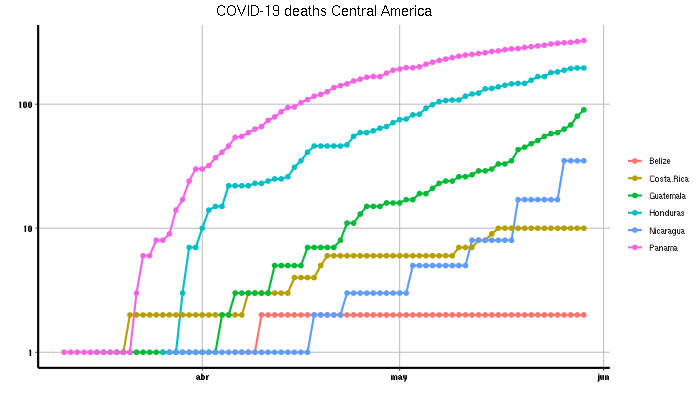 COVID-19 deaths Central America
100
10
1
abr
may
jun
Belize
Costa.Rica
Guatemala
Honduras
Nicaragua
Panama